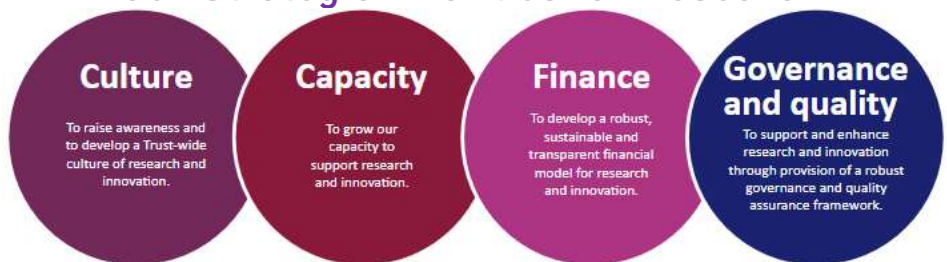 Culture
To raise awareness and
to develop a Trust-wide
culture of research and
innovation.
Capacity
To grow our
capacity to
support research
and innovation.
Finance
To develop a robust,
sustainable and
transparent financial
model for research
and innovation.
Governance
and quality
To support and enhance
research and innovation
through provision of a robust
governance and quality
assurance framework.